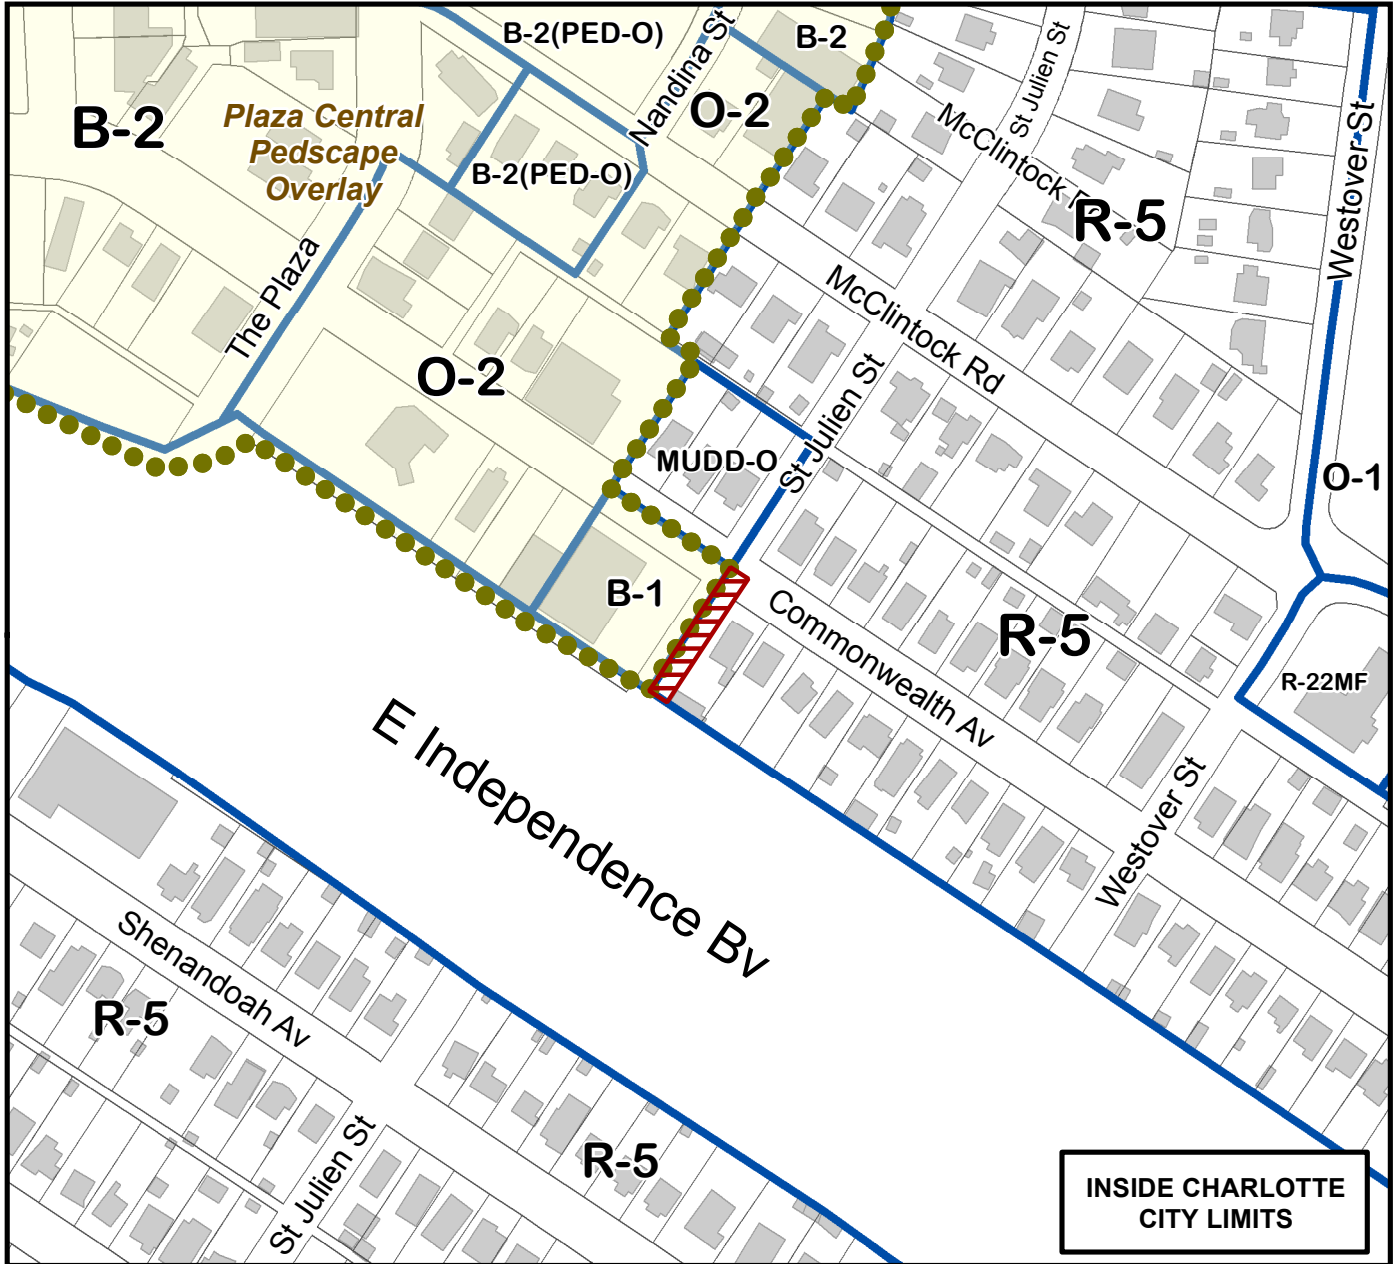 B-2(PED-O)
Nandina St
B-2
St Julien St
B-2
Plaza Central
Pedscape
Overlay
O-2
McClintock R
Westover St
B-2(PED-O)
R-5
The Plaza
McClintock Rd
O-2
St Julien St
MUDD-O
O-1
B-1
Commonwealth Av
R-5
R-22MF
E Independence Bv
Westover St
Shenandoah Av
R-5
St Julien St
R-5
INSIDE CHARLOTTE
CITY LIMITS